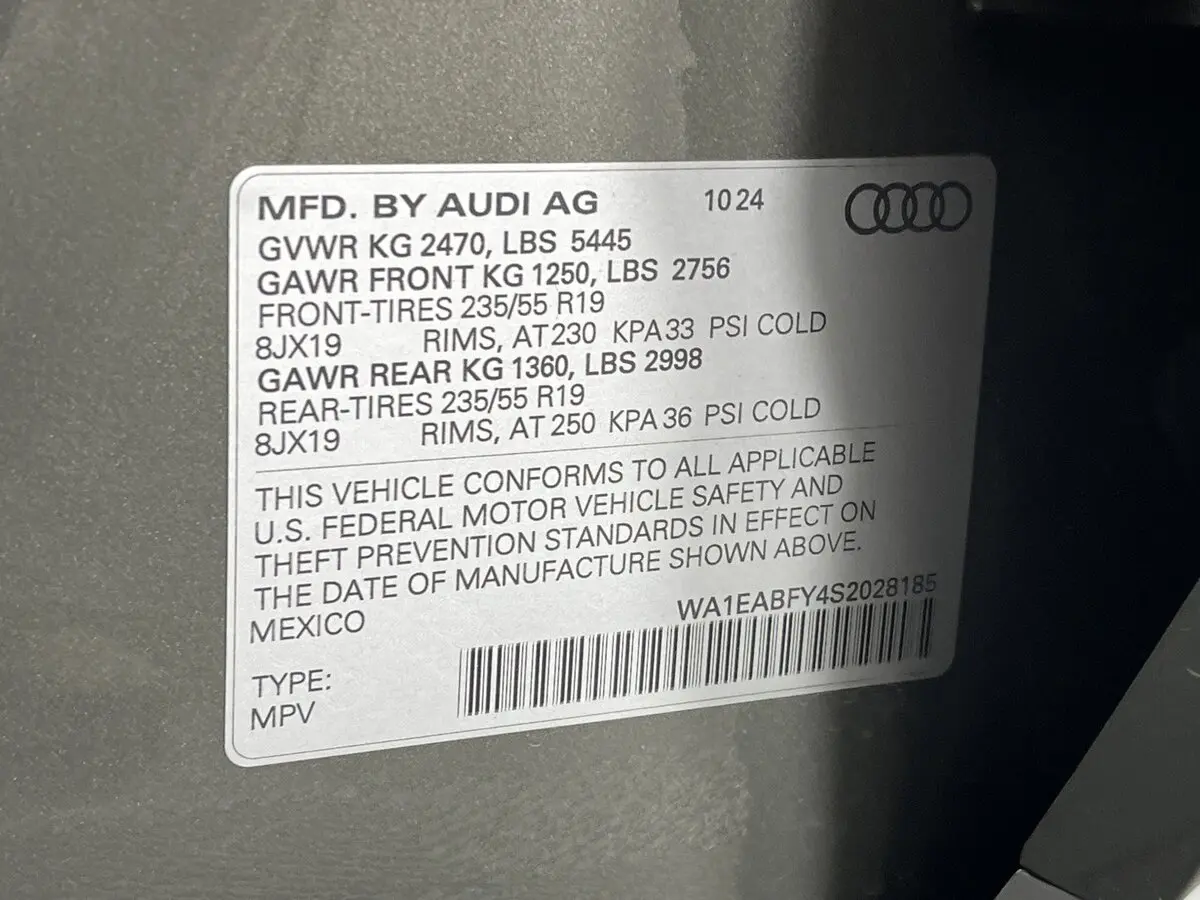 MFD. BY AUDI AG 10 24
GVWR KG 2470, LBS 5445
GAWR FRONT KG 1250, LBS 2756
FRONT-TIRES 235/55 R19
8JX19 RIMS, AT 230 KPA 33 PSI COLD
GAWR REAR KG 1360, LBS 2998
REAR-TIRES 235/55 R19
8JX19 RIMS, AT 250 KPA 36 PSI COLD
THIS VEHICLE CONFORMS TO ALL APPLICABLE
U.S. FEDERAL MOTOR VEHICLE SAFETY AND
THEFT PREVENTION STANDARDS IN EFFECT ON
THE DATE OF MANUFACTURE SHOWN ABOVE.
MEXICO WA1EABFY4S2028185
TYPE:
MPV